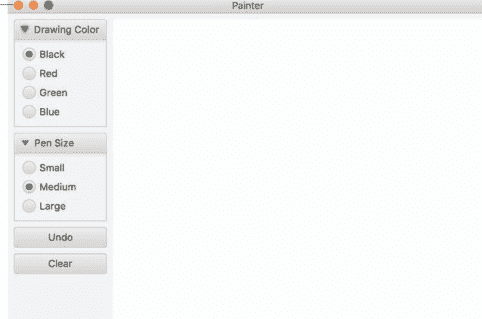 Painter
Drawing Color
Black
Red
Green
Blue
Pen Size
Small
Medium
Large
Undo
Clear